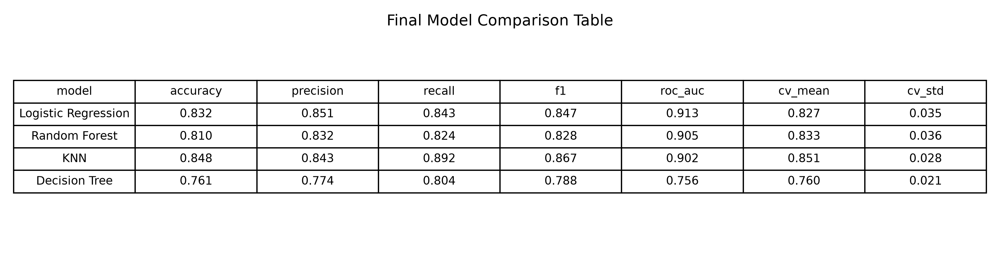 Final Model Comparison Table
model accuracy precision recall f1 roc_auc cv_mean cv_std
Logistic Regression 0.832 0.851 0.843 0.847 0.913 0.827 0.035
Random Forest 0.810 0.832 0.824 0.828 0.905 0.833 0.036
KNN 0.848 0.843 0.892 0.867 0.902 0.851 0.028
Decision Tree 0.761 0.774 0.804 0.788 0.756 0.760 0.021